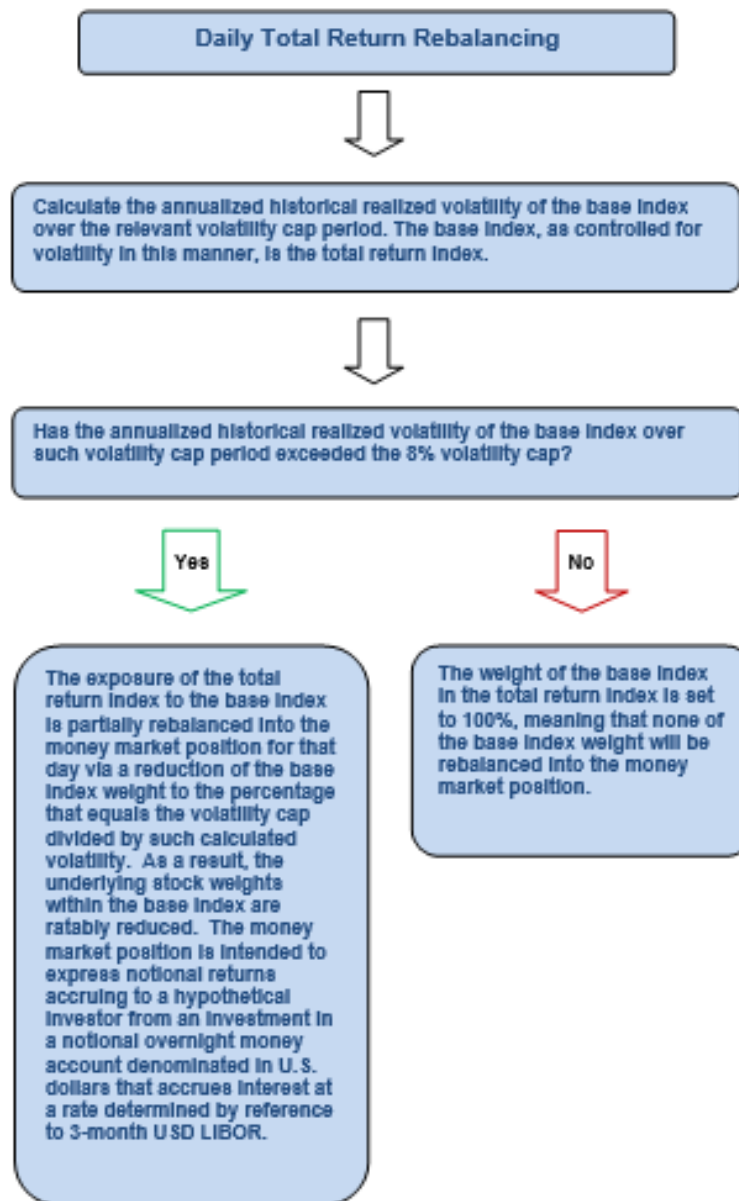 Daily Total Return Rebalancing
Calculate the annualized historical realized volatility of the base index
over the relevant volatility cap period. The base index, as controlled for
volatility in this manner, is the total return index.
Has the annualized historical realized volatility of the base index over
such volatility cap period exceeded the 8% volatility cap?
Yes
No
The exposure of the total
return index to the base index
is partially rebalanced into the
money market position for that
day via a reduction of the base
index weight to the percentage
that equals the volatility cap
divided by such calculated
volatility. As a result, the
underlying stock weights
within the base index are
ratably reduced. The money
market position is intended to
express notional returns
accruing to a hypothetical
investor from an investment in
a notional overnight money
account denominated in U.S.
dollars that accrues interest at
a rate determined by reference
to 3-month USD LIBOR.
The weight of the base index
in the total return index is set
to 100%, meaning that none of
the base index weight will be
rebalanced into the money
market position.